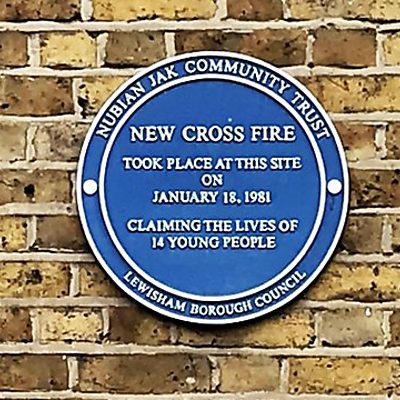 NUBIAN JAK COMMUNITY TRUST
NEW CROSS FIRE
TOOK PLACE AT THIS SITE
ON
JANUARY 18, 1981
CLAIMING THE LIVES OF
14 YOUNG PEOPLE
LEWISHAM BOROUGH COUNCIL